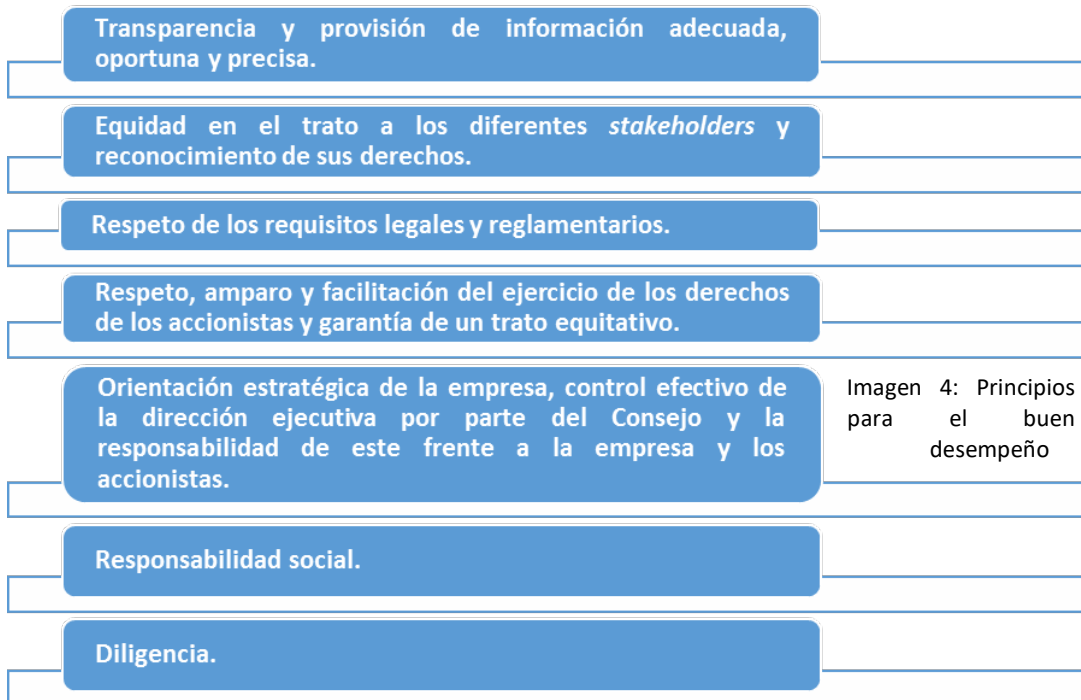 Transparencia y provisión de información adecuada,
oportuna y precisa.
Equidad en el trato a los diferentes stakeholders y
reconocimiento de sus derechos.
Respeto de los requisitos legales y reglamentarios.
Respeto, amparo y facilitación del ejercicio de los derechos
de los accionistas y garantía de un trato equitativo.
Orientación estratégica de la empresa, control efectivo de
la dirección ejecutiva por parte del Consejo y la
responsabilidad de este frente a la empresa y los
accionistas.
Imagen 4: Principios
para el buen
desempeño
Responsabilidad social.
Diligencia.